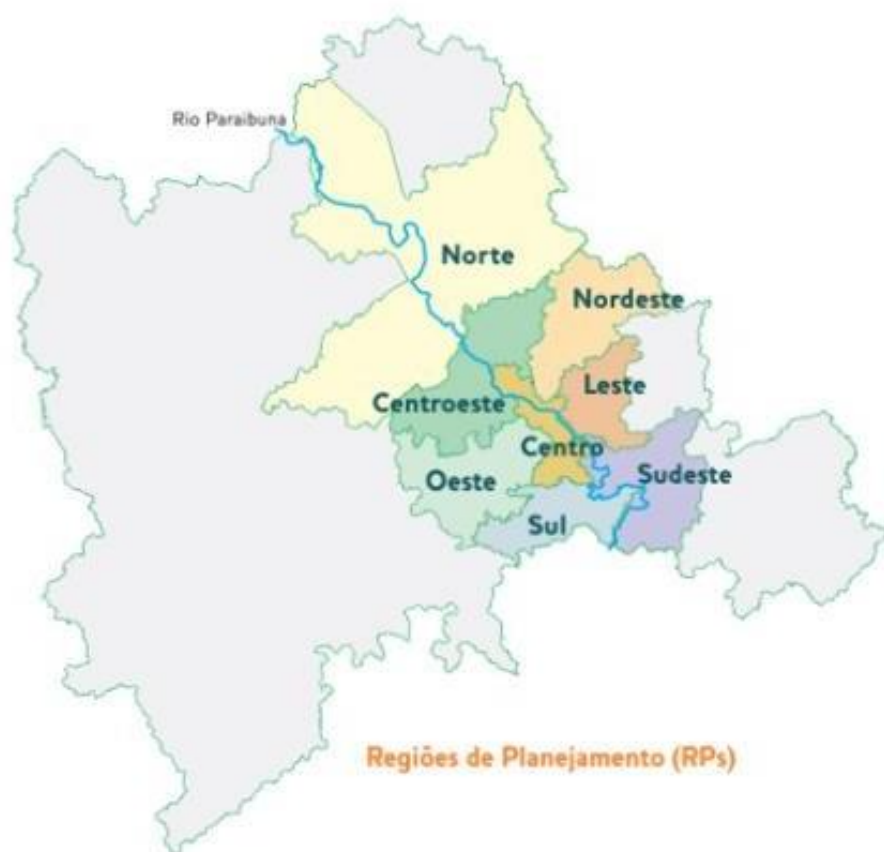 Rio Paraibuna
Norte
Nordeste
Leste
Centroeste
Centro
Oeste
Sudeste
Sul
Regiões de Planejamento (RPs)